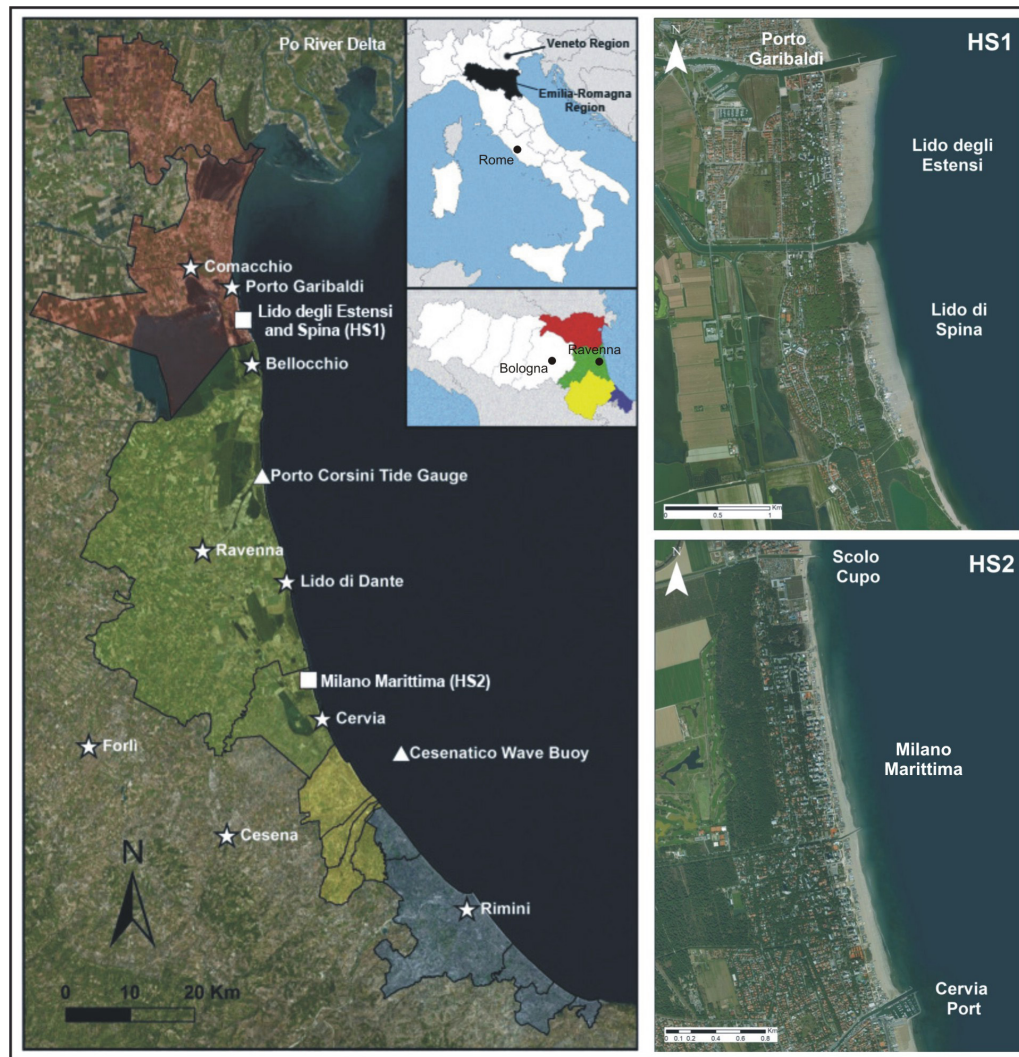 Po River Delta
Comacchio
Porto Garibaldi
Lido degli Estensi
and Spina (HS1)
Bellocchio
Porto Corsini Tide Gauge
Ravenna
Lido di Dante
Milano Marittima (HS2)
Cervia
Forlì
Cesenatico Wave Buoy
Cesena
N
Rimini
0 10 20 Km
Veneto Region
Emilia-Romagna
Region
Rome
Ravenna
Bologna
N
Porto
Garibaldi
HS1
Lido degli
Estensi
Lido di
Spina
Km
0 0.5 1
N
Scolo
Cupo
HS2
Milano
Marittima
Cervia
Port
Km
0 0.1 0.2 0.4 0.6 0.8